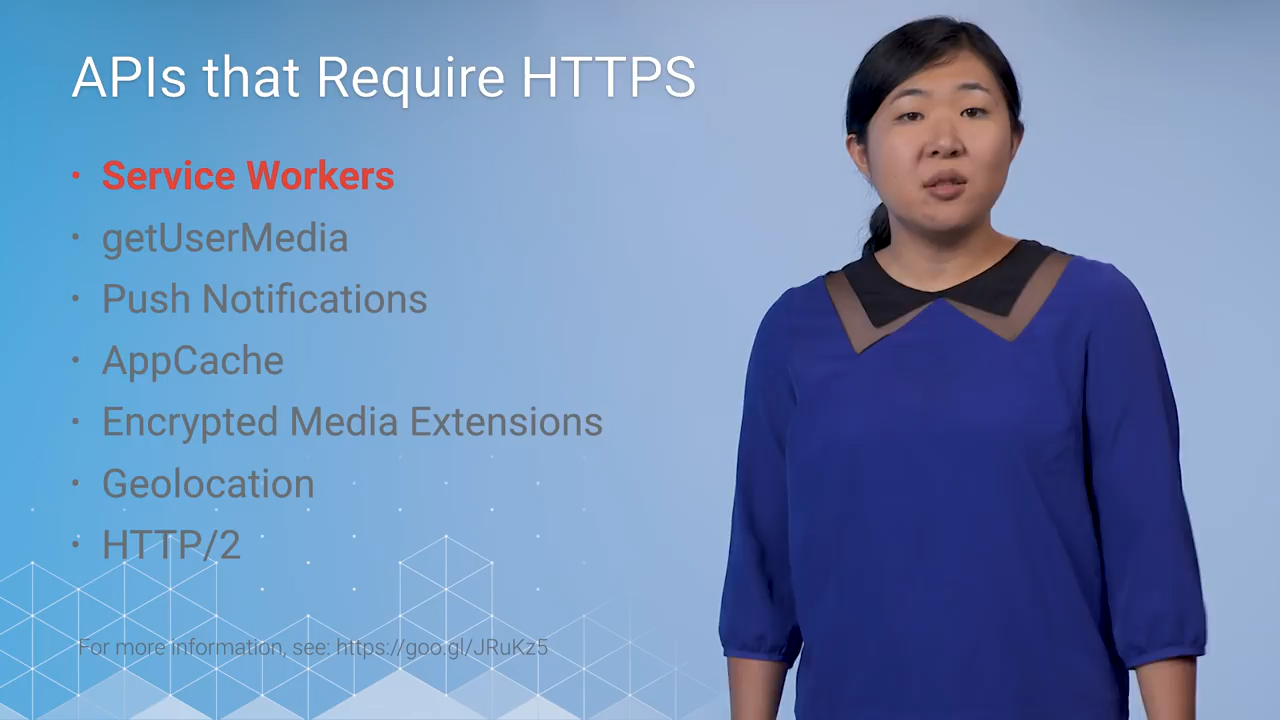 APIs that Require HTTPS
• Service Workers
• getUserMedia
• Push Notifications
• AppCache
• Encrypted Media Extensions
• Geolocation
• HTTP/2
For more information, see: https://goo.gl/JRuKz5